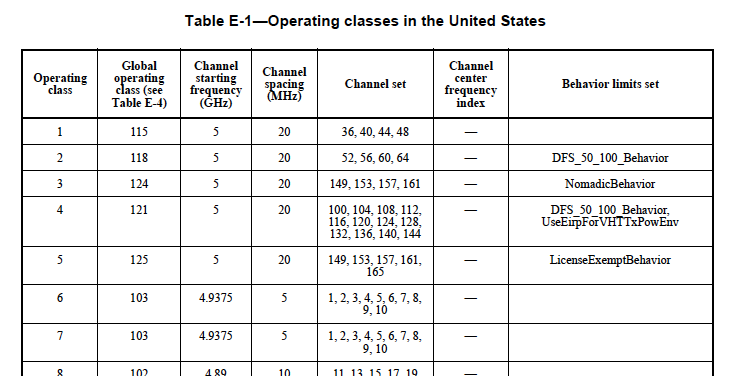 Table E-1—Operating classes in the United States
Operating class | Global operating class (see Table E-4) | Channel starting frequency (GHz) | Channel spacing (MHz) | Channel set | Channel center frequency index | Behavior limits set
1 | 115 | 5 | 20 | 36, 40, 44, 48 | — |
2 | 118 | 5 | 20 | 52, 56, 60, 64 | — | DFS_50_100_Behavior
3 | 124 | 5 | 20 | 149, 153, 157, 161 | — | NomadicBehavior
4 | 121 | 5 | 20 | 100, 104, 108, 112, 116, 120, 124, 128, 132, 136, 140, 144 | — | DFS_50_100_Behavior, UseEirpForVHTTxPowEnv
5 | 125 | 5 | 20 | 149, 153, 157, 161, 165 | — | LicenseExemptBehavior
6 | 103 | 4.9375 | 5 | 1, 2, 3, 4, 5, 6, 7, 8, 9, 10 | — |
7 | 103 | 4.9375 | 5 | 1, 2, 3, 4, 5, 6, 7, 8, 9, 10 | — |
8 | 102 | 4.89 | 10 | 11, 13, 15, 17, 19 | — |